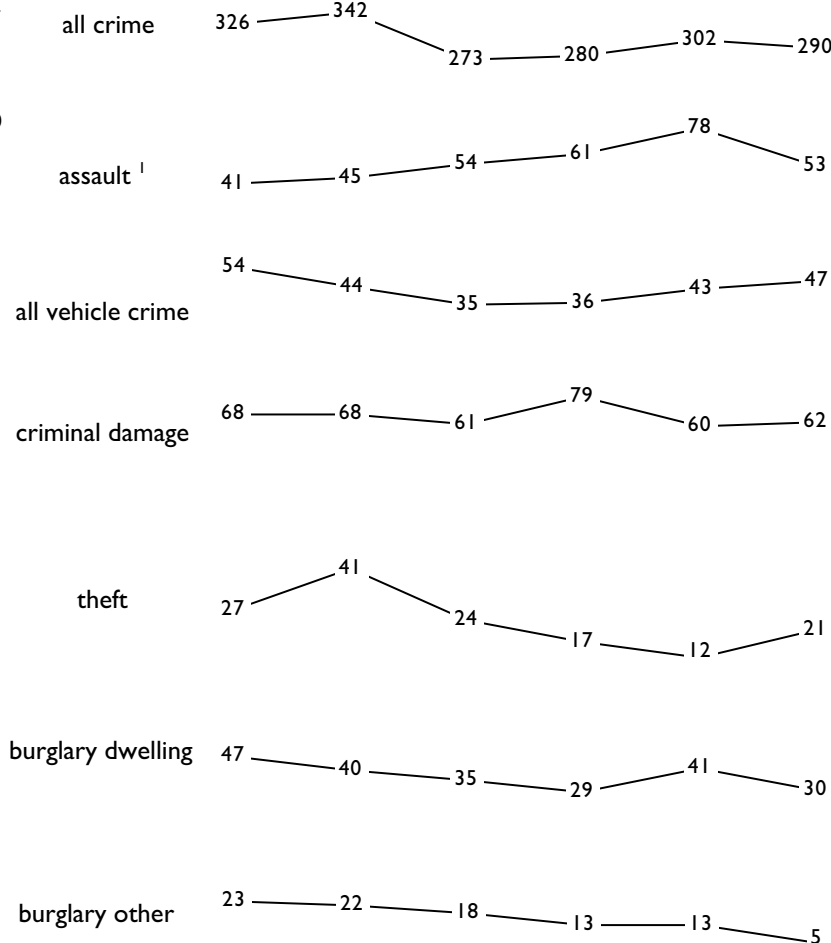 all crime 326 342 273 280 302 290
assault 1 41 45 54 61 78 53
all vehicle crime 54 44 35 36 43 47
criminal damage 68 68 61 79 60 62
theft 27 41 24 17 12 21
burglary dwelling 47 40 35 29 41 30
burglary other 23 22 18 13 13 5